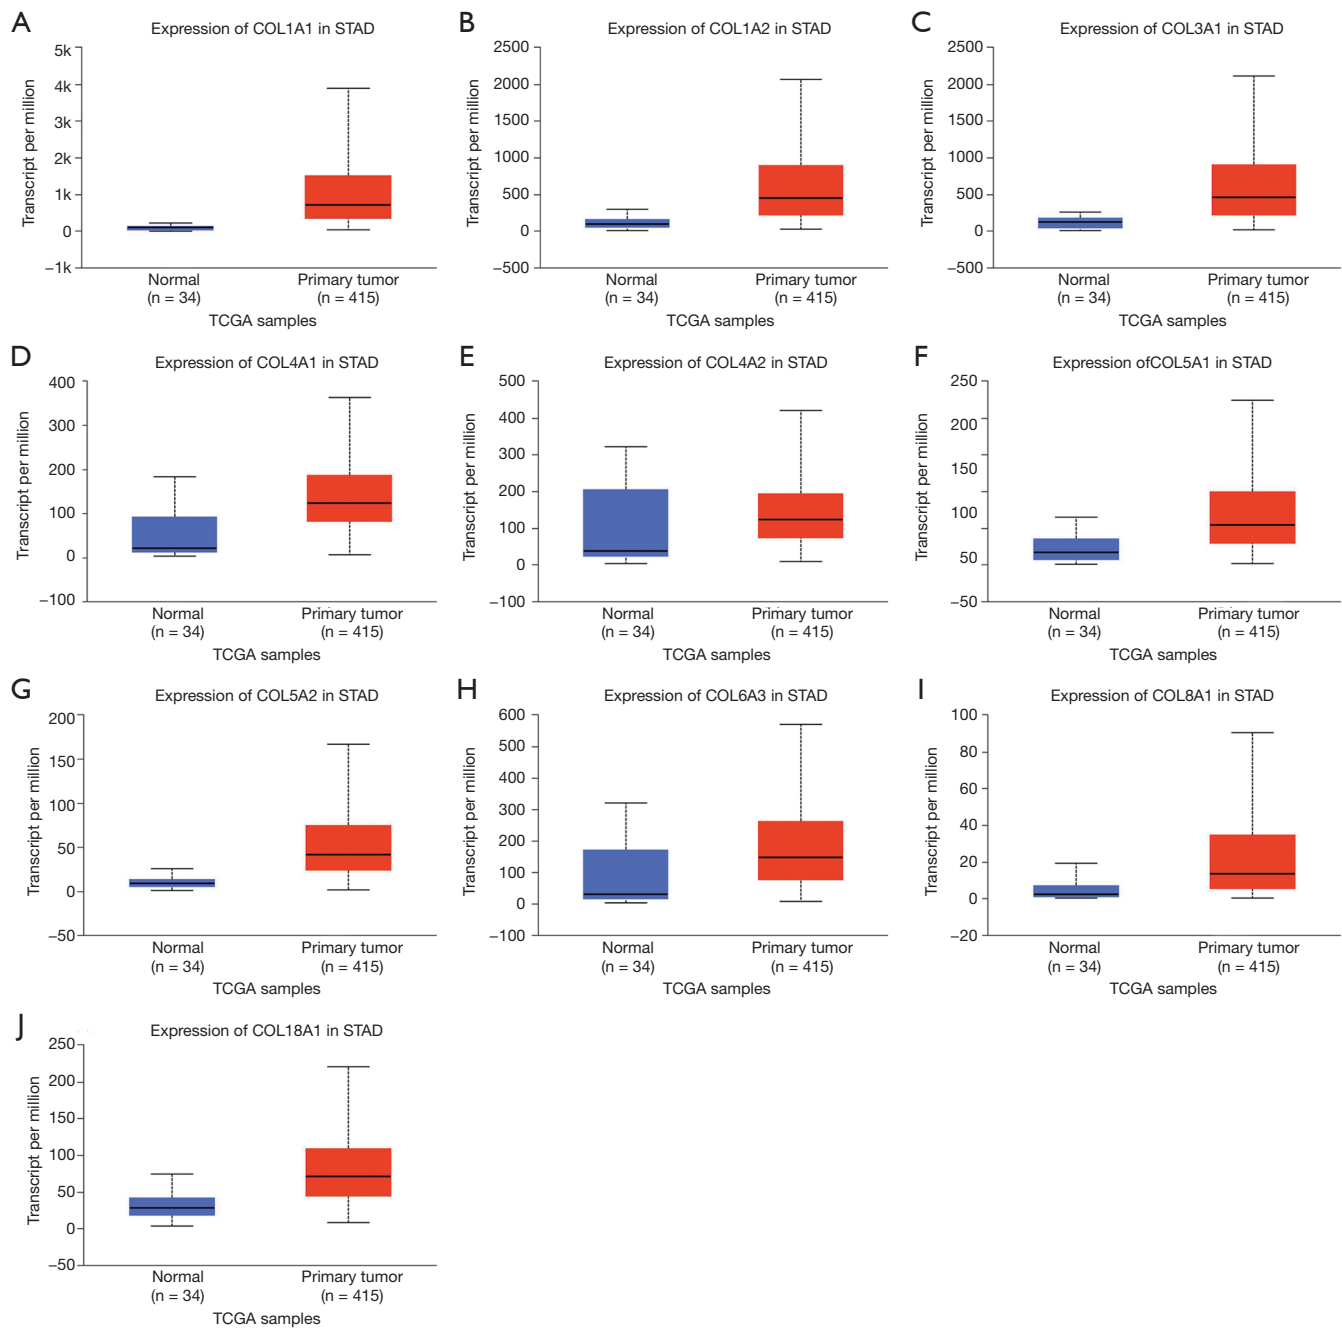 A
Expression of COL1A1 in STAD
Transcript per million
5k
4k
3k
2k
1k
0
−1k
Normal
(n = 34)
Primary tumor
(n = 415)
TCGA samples
B
Expression of COL1A2 in STAD
Transcript per million
2500
2000
1500
1000
500
0
−500
Normal
(n = 34)
Primary tumor
(n = 415)
TCGA samples
C
Expression of COL3A1 in STAD
Transcript per million
2500
2000
1500
1000
500
0
−500
Normal
(n = 34)
Primary tumor
(n = 415)
TCGA samples
D
Expression of COL4A1 in STAD
Transcript per million
400
300
200
100
0
−100
Normal
(n = 34)
Primary tumor
(n = 415)
TCGA samples
E
Expression of COL4A2 in STAD
Transcript per million
500
400
300
200
100
0
−100
Normal
(n = 34)
Primary tumor
(n = 415)
TCGA samples
F
Expression ofCOL5A1 in STAD
Transcript per million
250
200
150
100
50
−50
Normal
(n = 34)
Primary tumor
(n = 415)
TCGA samples
G
Expression of COL5A2 in STAD
Transcript per million
200
150
100
50
0
−50
Normal
(n = 34)
Primary tumor
(n = 415)
TCGA samples
H
Expression of COL6A3 in STAD
Transcript per million
600
500
400
300
200
100
0
−100
Normal
(n = 34)
Primary tumor
(n = 415)
TCGA samples
I
Expression of COL8A1 in STAD
Transcript per million
100
80
60
40
20
0
−20
Normal
(n = 34)
Primary tumor
(n = 415)
TCGA samples
J
Expression of COL18A1 in STAD
Transcript per million
250
200
150
100
50
0
−50
Normal
(n = 34)
Primary tumor
(n = 415)
TCGA samples